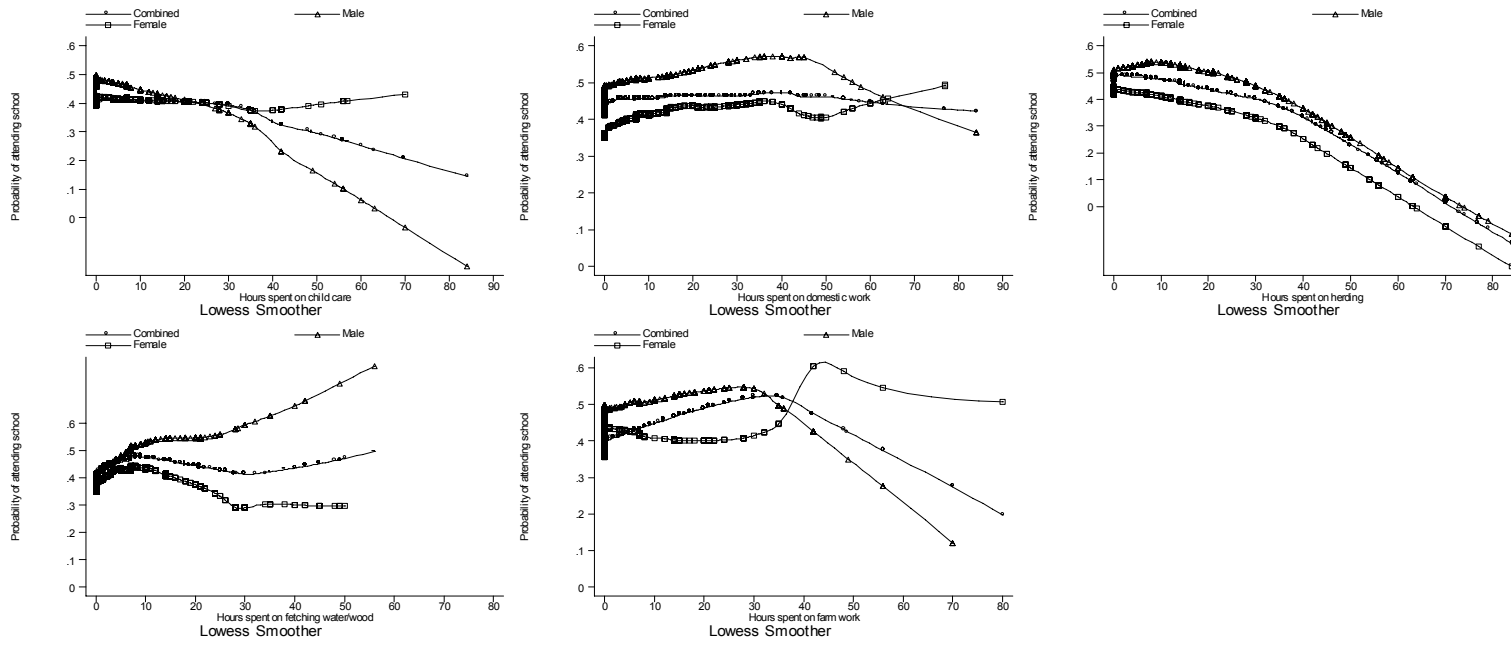 Combined Male
Female
Probability of attending school
.6
.5
.4
.3
.2
.1
0
0 10 20 30 40 50 60 70 80 90
Hours spent on child care
Lowess Smoother
Combined Male
Female
Probability of attending school
.6
.5
.4
.3
.2
.1
0
0 10 20 30 40 50 60 70 80 90
Hours spent on domestic work
Lowess Smoother
Combined Male
Female
Probability of attending school
.6
.5
.4
.3
.2
.1
0
0 10 20 30 40 50 60 70 80
Hours spent on herding
Lowess Smoother
Combined Male
Female
Probability of attending school
.6
.5
.4
.3
.2
.1
0
0 10 20 30 40 50 60 70 80
Hours spent on fetching water/wood
Lowess Smoother
Combined Male
Female
Probability of attending school
.6
.5
.4
.3
.2
.1
0
0 10 20 30 40 50 60 70 80
Hours spent on farm work
Lowess Smoother